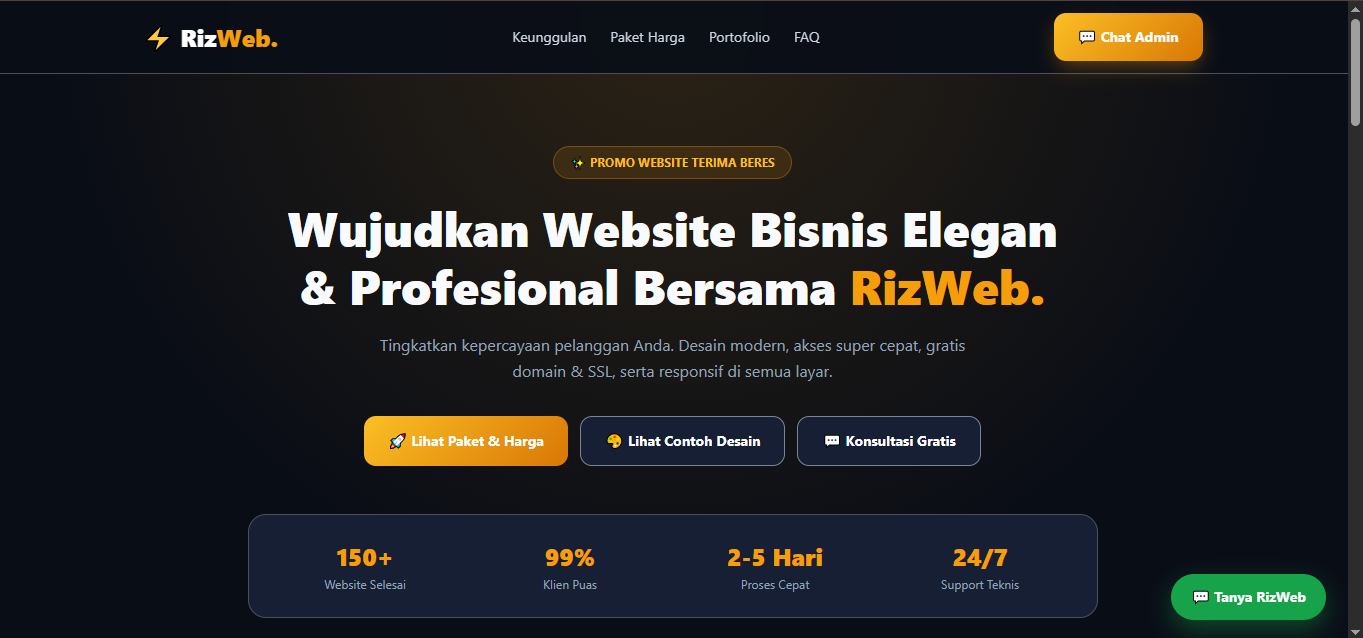 ⚡ RizWeb.
Keunggulan
Paket Harga
Portofolio
FAQ
💬 Chat Admin
✨ PROMO WEBSITE TERIMA BERES
Wujudkan Website Bisnis Elegan
& Profesional Bersama RizWeb.
Tingkatkan kepercayaan pelanggan Anda. Desain modern, akses super cepat, gratis
domain & SSL, serta responsif di semua layar.
🚀 Lihat Paket & Harga
🎨 Lihat Contoh Desain
💬 Konsultasi Gratis
150+
Website Selesai
99%
Klien Puas
2-5 Hari
Proses Cepat
24/7
Support Teknis
💬 Tanya RizWeb